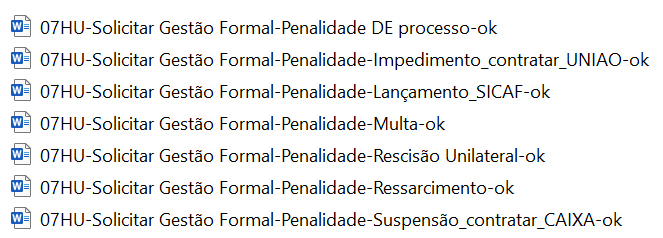 07HU-Solicitar Gestão Formal-Penalidade DE processo-ok
07HU-Solicitar Gestão Formal-Penalidade-Impedimento_contratar_UNIAO-ok
07HU-Solicitar Gestão Formal-Penalidade-Lançamento_SICAF-ok
07HU-Solicitar Gestão Formal-Penalidade-Multa-ok
07HU-Solicitar Gestão Formal-Penalidade-Rescisão Unilateral-ok
07HU-Solicitar Gestão Formal-Penalidade-Ressarcimento-ok
07HU-Solicitar Gestão Formal-Penalidade-Suspensão_contratar_CAIXA-ok